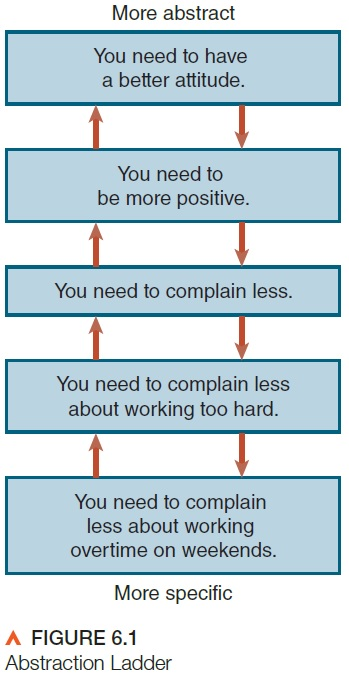 More abstract
You need to have
a better attitude.
You need to
be more positive.
You need to complain less.
You need to complain less
about working too hard.
You need to complain
less about working
overtime on weekends.
More specific
FIGURE 6.1
Abstraction Ladder